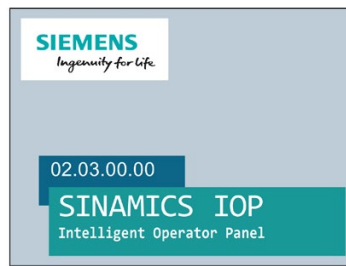 SIEMENS
Ingenuity for life
02.03.00.00
SINAMICS IOP
Intelligent Operator Panel